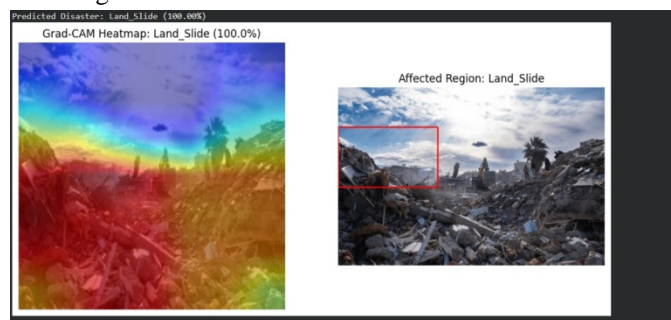 Predicted Disaster: Land_Slide (100.00%)
Grad-CAM Heatmap: Land_Slide (100.0%)
Affected Region: Land_Slide